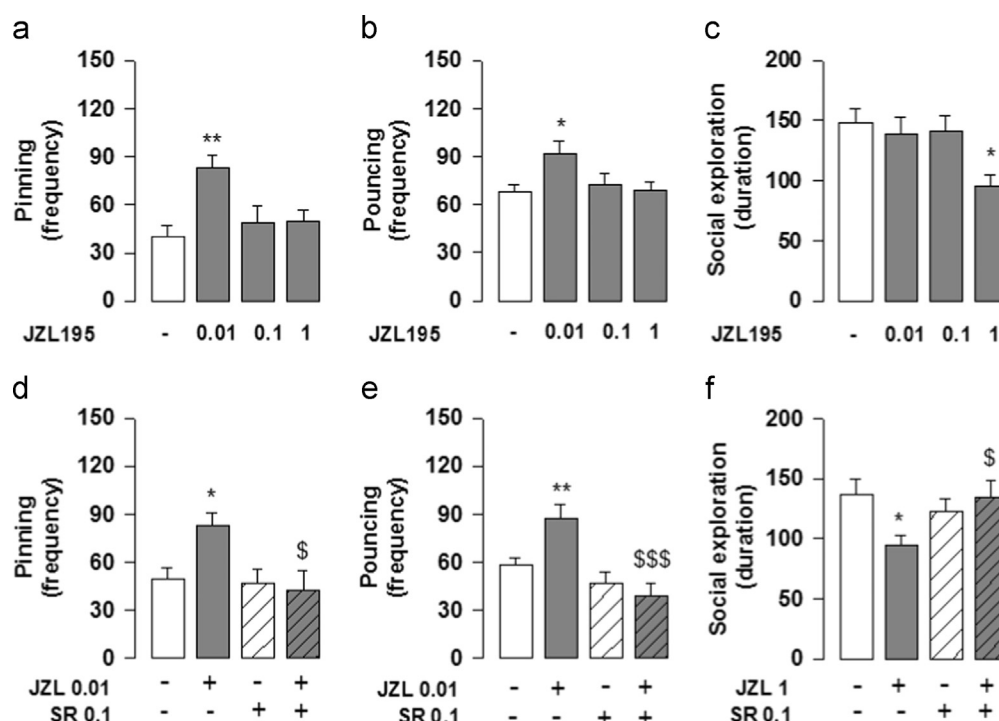 a
b
c
150
120
90
60
30
0
Pinning
(frequency)
**
JZL195 - 0.01 0.1 1
150
120
90
60
30
0
Pouncing
(frequency)
*
JZL195 - 0.01 0.1 1
200
150
100
50
0
Social exploration
(duration)
*
JZL195 - 0.01 0.1 1
d
e
f
150
120
90
60
30
0
Pinning
(frequency)
*
$
JZL 0.01 - + - +
SR 0.1 - - + +
150
120
90
60
30
0
Pouncing
(frequency)
**
$$$
JZL 0.01 - + - +
SR 0.1 - - + +
200
150
100
50
0
Social exploration
(duration)
*
$
JZL 1 - + - +
SR 0.1 - - + +